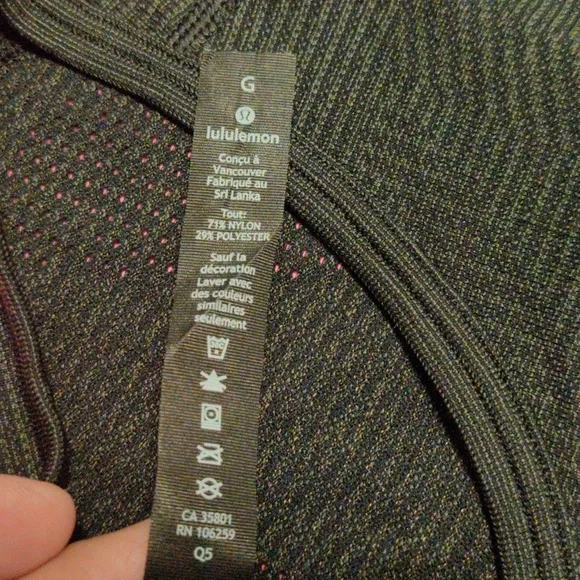 G
lululemon
Conçu à
Vancouver
Fabriqué au
Sri Lanka
Tout:
71% NYLON
29% POLYESTER
Sauf la
décoration
Laver avec
des couleurs
similaires
seulement
CA 35801
RN 106259
Q5